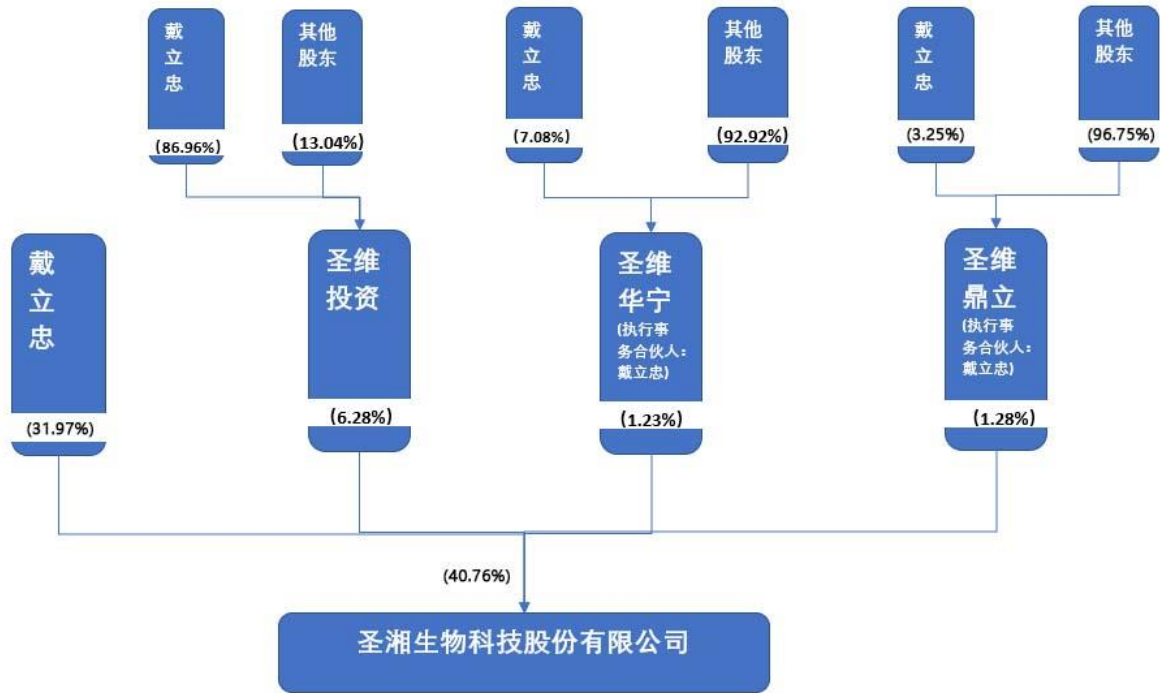 戴
立
忠
(86.96%)
其他
股东
(13.04%)
戴
立
忠
(7.08%)
其他
股东
(92.92%)
戴
立
忠
(3.25%)
其他
股东
(96.75%)
戴
立
忠
(31.97%)
圣维
投资
(6.28%)
圣维
华宁
(执行事
务合伙人：
戴立忠)
(1.23%)
圣维
鼎立
(执行事
务合伙人：
戴立忠)
(1.28%)
(40.76%)
圣湘生物科技股份有限公司